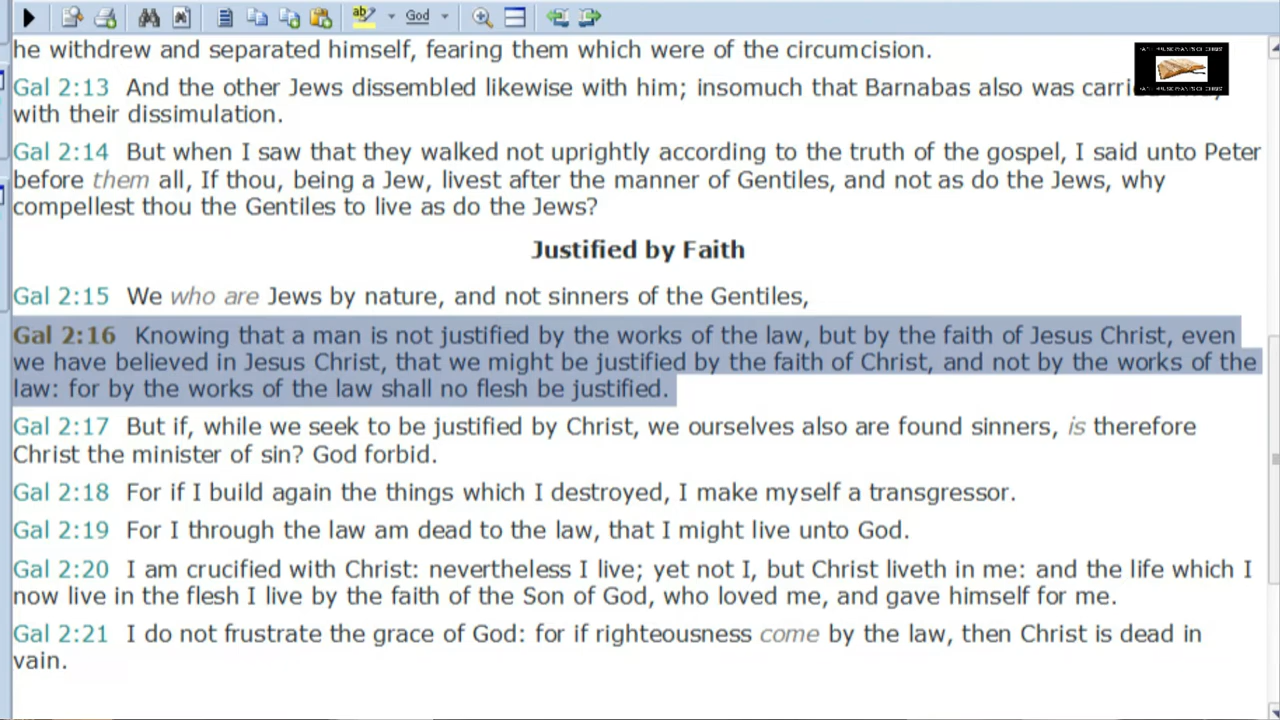 God
he withdrew and separated himself, fearing them which were of the circumcision.
Gal 2:13 And the other Jews dissembled likewise with him; insomuch that Barnabas also was
with their dissimulation.
Gal 2:14 But when I saw that they walked not uprightly according to the truth of the gospel, I said unto Peter
before them all, If thou, being a Jew, livest after the manner of Gentiles, and not as do the Jews, why
compellest thou the Gentiles to live as do the Jews?
Justified by Faith
Gal 2:15 We who are Jews by nature, and not sinners of the Gentiles,
Gal 2:16 Knowing that a man is not justified by the works of the law, but by the faith of Jesus Christ, even
we have believed in Jesus Christ, that we might be justified by the faith of Christ, and not by the works of the
law: for by the works of the law shall no flesh be justified.
Gal 2:17 But if, while we seek to be justified by Christ, we ourselves also are found sinners, is therefore
Christ the minister of sin? God forbid.
Gal 2:18 For if I build again the things which I destroyed, I make myself a transgressor.
Gal 2:19 For I through the law am dead to the law, that I might live unto God.
Gal 2:20 I am crucified with Christ: nevertheless I live; yet not I, but Christ liveth in me: and the life which I
now live in the flesh I live by the faith of the Son of God, who loved me, and gave himself for me.
Gal 2:21 I do not frustrate the grace of God: for if righteousness come by the law, then Christ is dead in
vain.